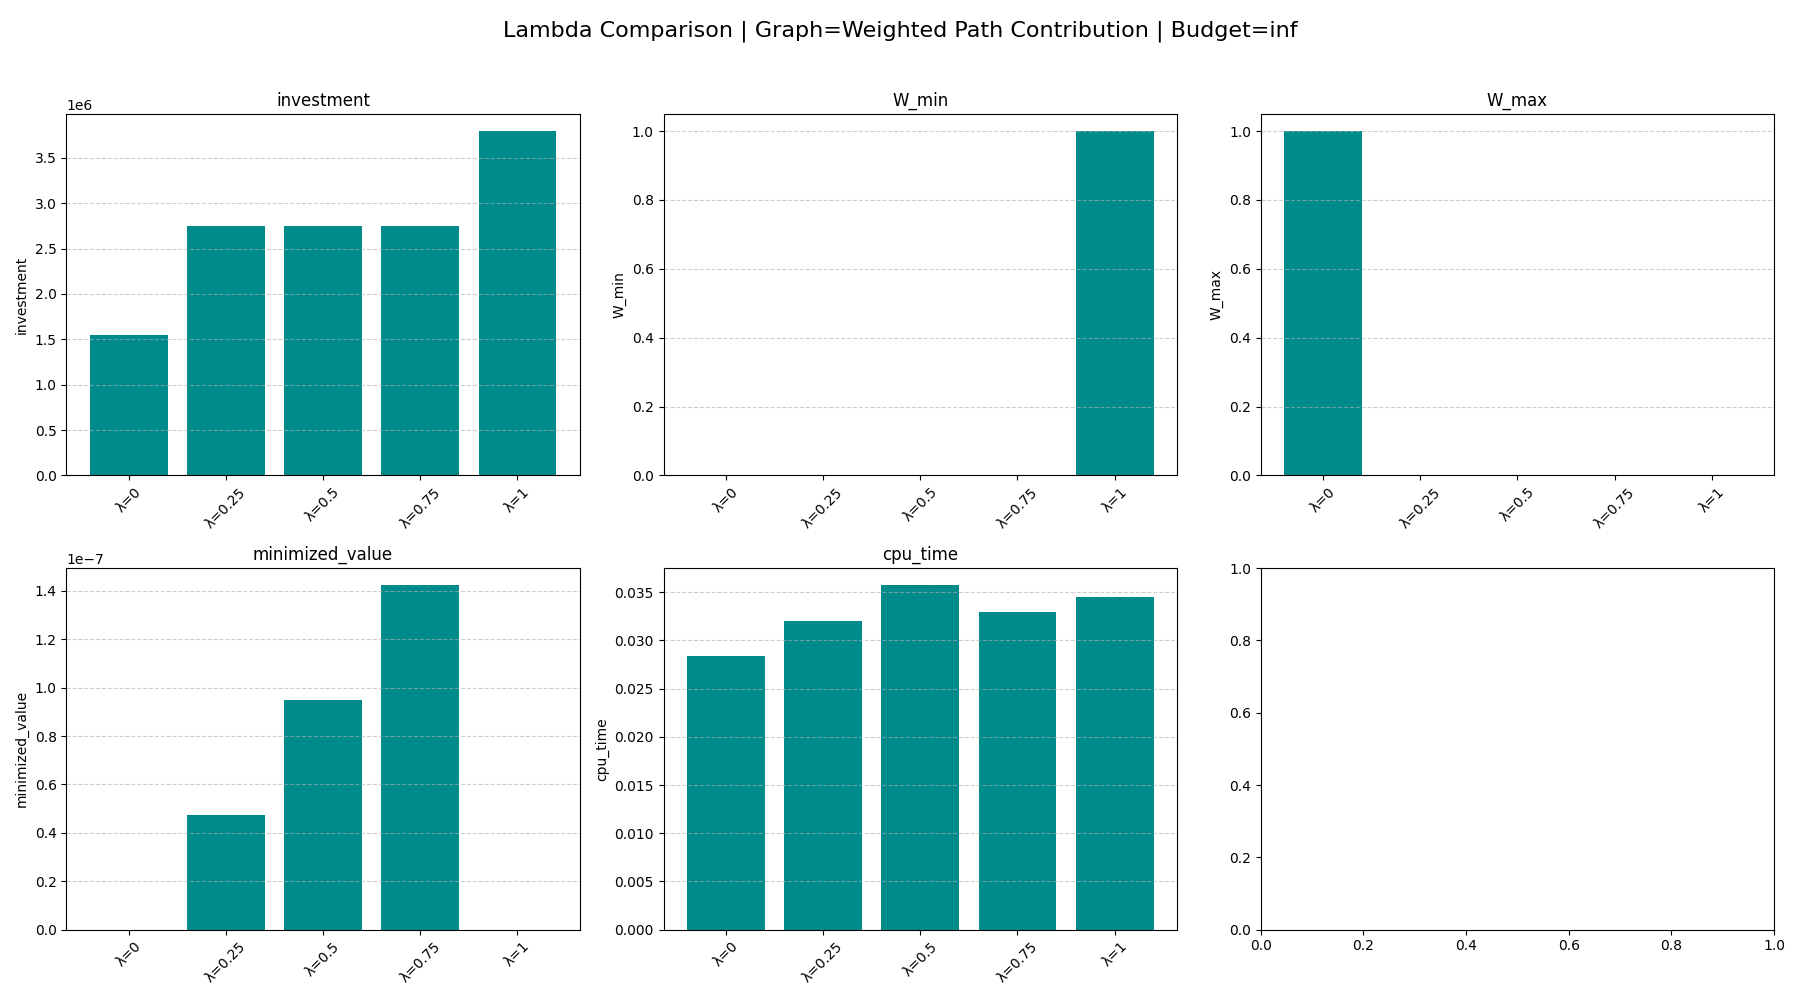 Lambda Comparison | Graph=Weighted Path Contribution | Budget=inf
investment
1e6
3.5
3.0
2.5
2.0
1.5
1.0
0.5
0.0
investment
λ=0
λ=0.25
λ=0.5
λ=0.75
λ=1
W_min
1.0
0.8
0.6
0.4
0.2
0.0
W_min
λ=0
λ=0.25
λ=0.5
λ=0.75
λ=1
W_max
1.0
0.8
0.6
0.4
0.2
0.0
W_max
λ=0
λ=0.25
λ=0.5
λ=0.75
λ=1
minimized_value
1e−7
1.4
1.2
1.0
0.8
0.6
0.4
0.2
0.0
minimized_value
λ=0
λ=0.25
λ=0.5
λ=0.75
λ=1
cpu_time
0.035
0.030
0.025
0.020
0.015
0.010
0.005
0.000
cpu_time
λ=0
λ=0.25
λ=0.5
λ=0.75
λ=1
1.0
0.8
0.6
0.4
0.2
0.0
0.0 0.2 0.4 0.6 0.8 1.0